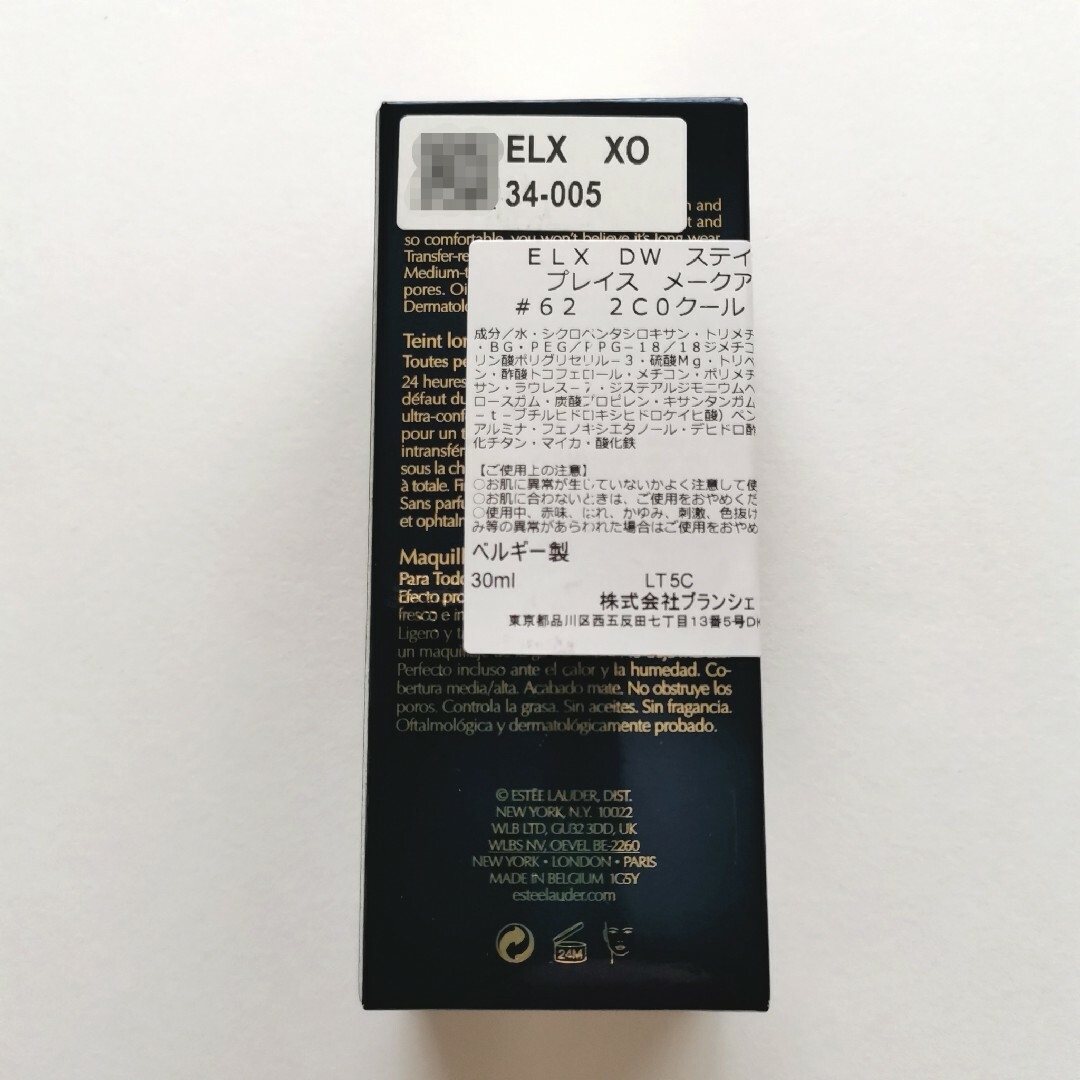 ELX XO
34-005
n and
t and
so comfortable, you won't believe it's long wear.
Transfer-re
Medium-t
pores. Oi
Dermatolo
ELX DW ステイ
プレイス メークア
#62 2C0クール
成分/水・シクロペンタシロキサン・トリメチ
・BG・PEG/PPG-18/18ジメチコ
リン酸ポリグリセリル-3・硫酸Mg・トリベ
ン・酢酸トコフェロール・メチコン・ポリメチ
サン・ラウレス-7・ジステアルジモニウムヘ
ロースガム・炭酸プロピレン・キサンタンガム
-t-ブチルヒドロキシヒドロケイヒ酸)ペン
アルミナ・フェノキシエタノール・デヒドロ酢
化チタン・マイカ・酸化鉄
【ご使用上の注意】
○お肌に異常が生じていないかよく注意して使
○お肌に合わないときは、ご使用をおやめくだ
○使用中、赤味、はれ、かゆみ、刺激、色抜け
み等の異常があらわれた場合はご使用をおやめ
ベルギー製
30ml LT5C
株式会社ブランシェ
東京都品川区西五反田七丁目13番5号DK
Teint lon
Toutes pe
24 heures
défaut du
ultra-conf
pour un t
intransfér
sous la ch
à totale. Fi
Sans parfu
et ophtalm
Maquill
Para Todo
Efecto pro
fresco e in
Ligero y t
un maquill
Perfecto incluso ante el calor y la humedad. Co-
bertura media/alta. Acabado mate. No obstruye los
poros. Controla la grasa. Sin aceites. Sin fragancia.
Oftalmológica y dermatológicamente probado.
© ESTĒE LAUDER, DIST.
NEW YORK, N.Y. 10022
WLB LTD, GU32 3DD, UK
WLBS NV, OEVEL BE-2260
NEW YORK • LONDON • PARIS
MADE IN BELGIUM 1G5Y
esteelauder.com
24M